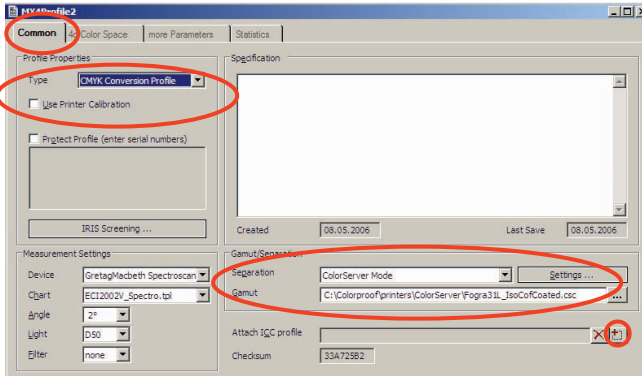 MX4Profile2
Common 4c Color Space more Parameters Statistics
Profile Properties
Type CMYK Conversion Profile
Use Printer Calibration
Protect Profile (enter serial numbers)
IRIS Screening ...
Specification
Created 08.05.2006 Last Save 08.05.2006
Measurement Settings
Device GretagMacbeth Spectroscan
Chart ECI2002V_Spectro.tpl
Angle 2°
Light D50
Filter none
Gamut/Separation
Separation ColorServer Mode Settings ...
Gamut C:\Colorproof\printers\ColorServer\Fogra31L_IsoCofCoated.csc ...
Attach ICC profile
Checksum 33A725B2